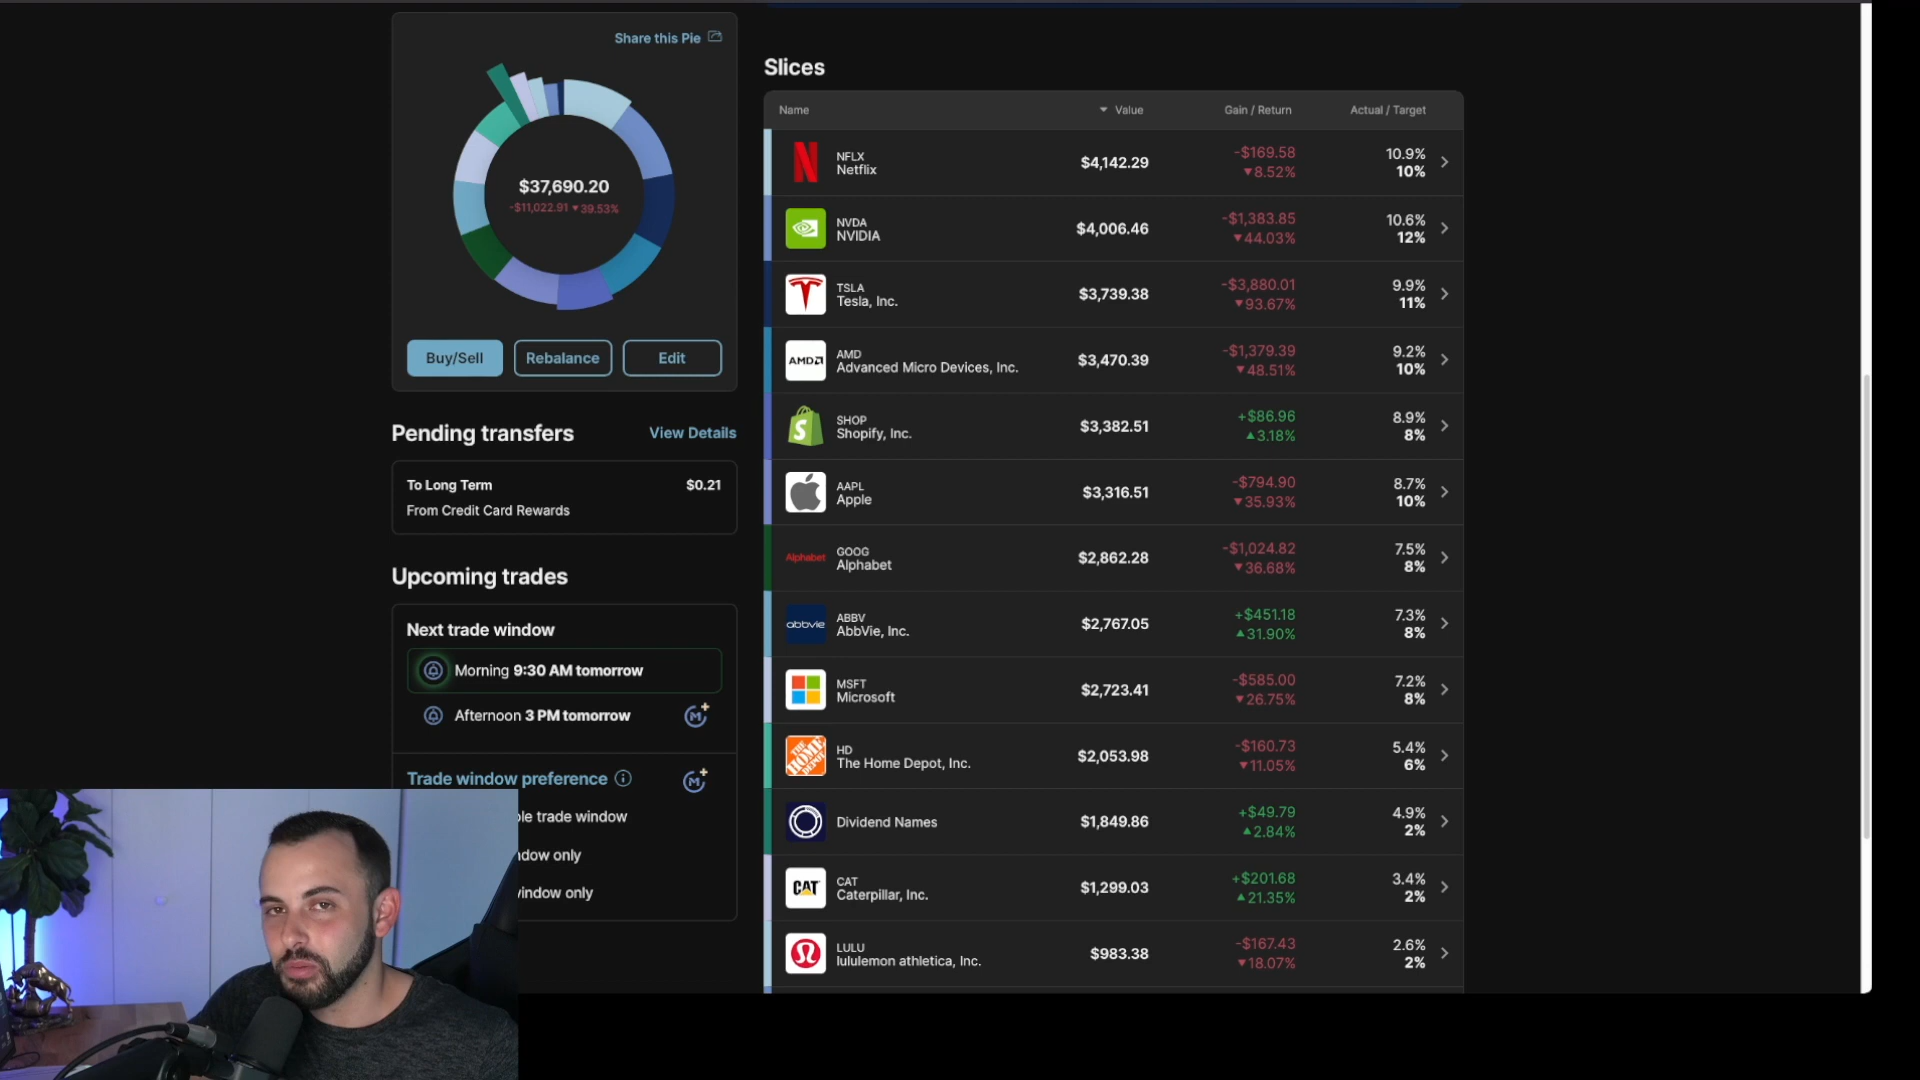 Share this Pie
$37,690.20
-$11,022.91 ▼39.53%
Buy/Sell
Rebalance
Edit
Pending transfers
View Details
To Long Term
$0.21
From Credit Card Rewards
Upcoming trades
Next trade window
Morning 9:30 AM tomorrow
Afternoon 3 PM tomorrow
Trade window preference
trade window
only
window only
Slices
Name
Value
Gain / Return
Actual / Target
NFLX
Netflix
$4,142.29
-$169.58
▼8.52%
10.9%
10%
NVDA
NVIDIA
$4,006.46
-$1,383.85
▼44.03%
10.6%
12%
TSLA
Tesla, Inc.
$3,739.38
-$3,880.01
▼93.67%
9.9%
11%
AMD
AMD
Advanced Micro Devices, Inc.
$3,470.39
-$1,379.39
▼48.51%
9.2%
10%
SHOP
Shopify, Inc.
$3,382.51
+$86.96
▲3.18%
8.9%
8%
AAPL
Apple
$3,316.51
-$794.90
▼35.93%
8.7%
10%
Alphabet
GOOG
Alphabet
$2,862.28
-$1,024.82
▼36.68%
7.5%
8%
abbvie
ABBV
AbbVie, Inc.
$2,767.05
+$451.18
▲31.90%
7.3%
8%
MSFT
Microsoft
$2,723.41
-$585.00
▼26.75%
7.2%
8%
THE HOME DEPOT
HD
The Home Depot, Inc.
$2,053.98
-$160.73
▼11.05%
5.4%
6%
Dividend Names
$1,849.86
+$49.79
▲2.84%
4.9%
2%
CAT
CAT
Caterpillar, Inc.
$1,299.03
+$201.68
▲21.35%
3.4%
2%
LULU
lululemon athletica, Inc.
$983.38
-$167.43
▼18.07%
2.6%
2%